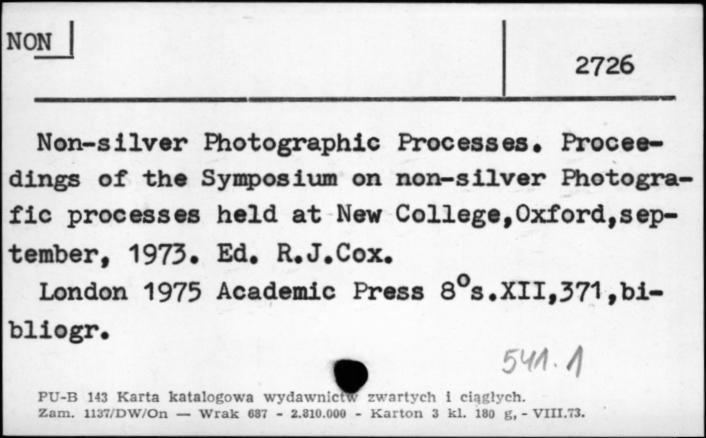 NON
2726
Non-silver Photographic Processes. Procee-
dings of the Symposium on non-silver Photogra-
fic processes held at New College,Oxford,sep-
tember, 1973. Ed. R.J.Cox.
London 1975 Academic Press 8°s.XII,371,bi-
bliogr.
541.1
PU-B 143 Karta katalogowa wydawnictw zwartych i ciągłych.
Zam. 1137/DW/On — Wrak 687 - 2.810.000 - Karton 3 kl. 180 g, - VIII.73.